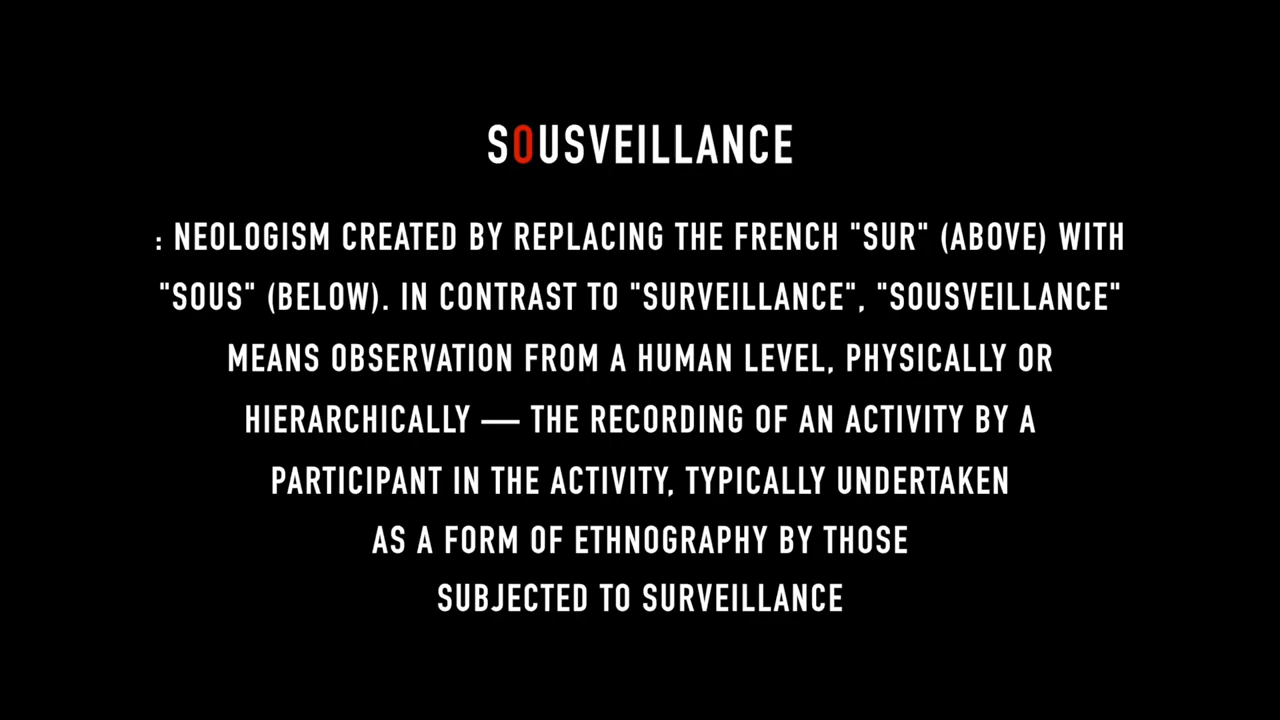 SOUSVEILLANCE
: NEOLOGISM CREATED BY REPLACING THE FRENCH "SUR" (ABOVE) WITH
"SOUS" (BELOW). IN CONTRAST TO "SURVEILLANCE", "SOUSVEILLANCE"
MEANS OBSERVATION FROM A HUMAN LEVEL, PHYSICALLY OR
HIERARCHICALLY — THE RECORDING OF AN ACTIVITY BY A
PARTICIPANT IN THE ACTIVITY, TYPICALLY UNDERTAKEN
AS A FORM OF ETHNOGRAPHY BY THOSE
SUBJECTED TO SURVEILLANCE